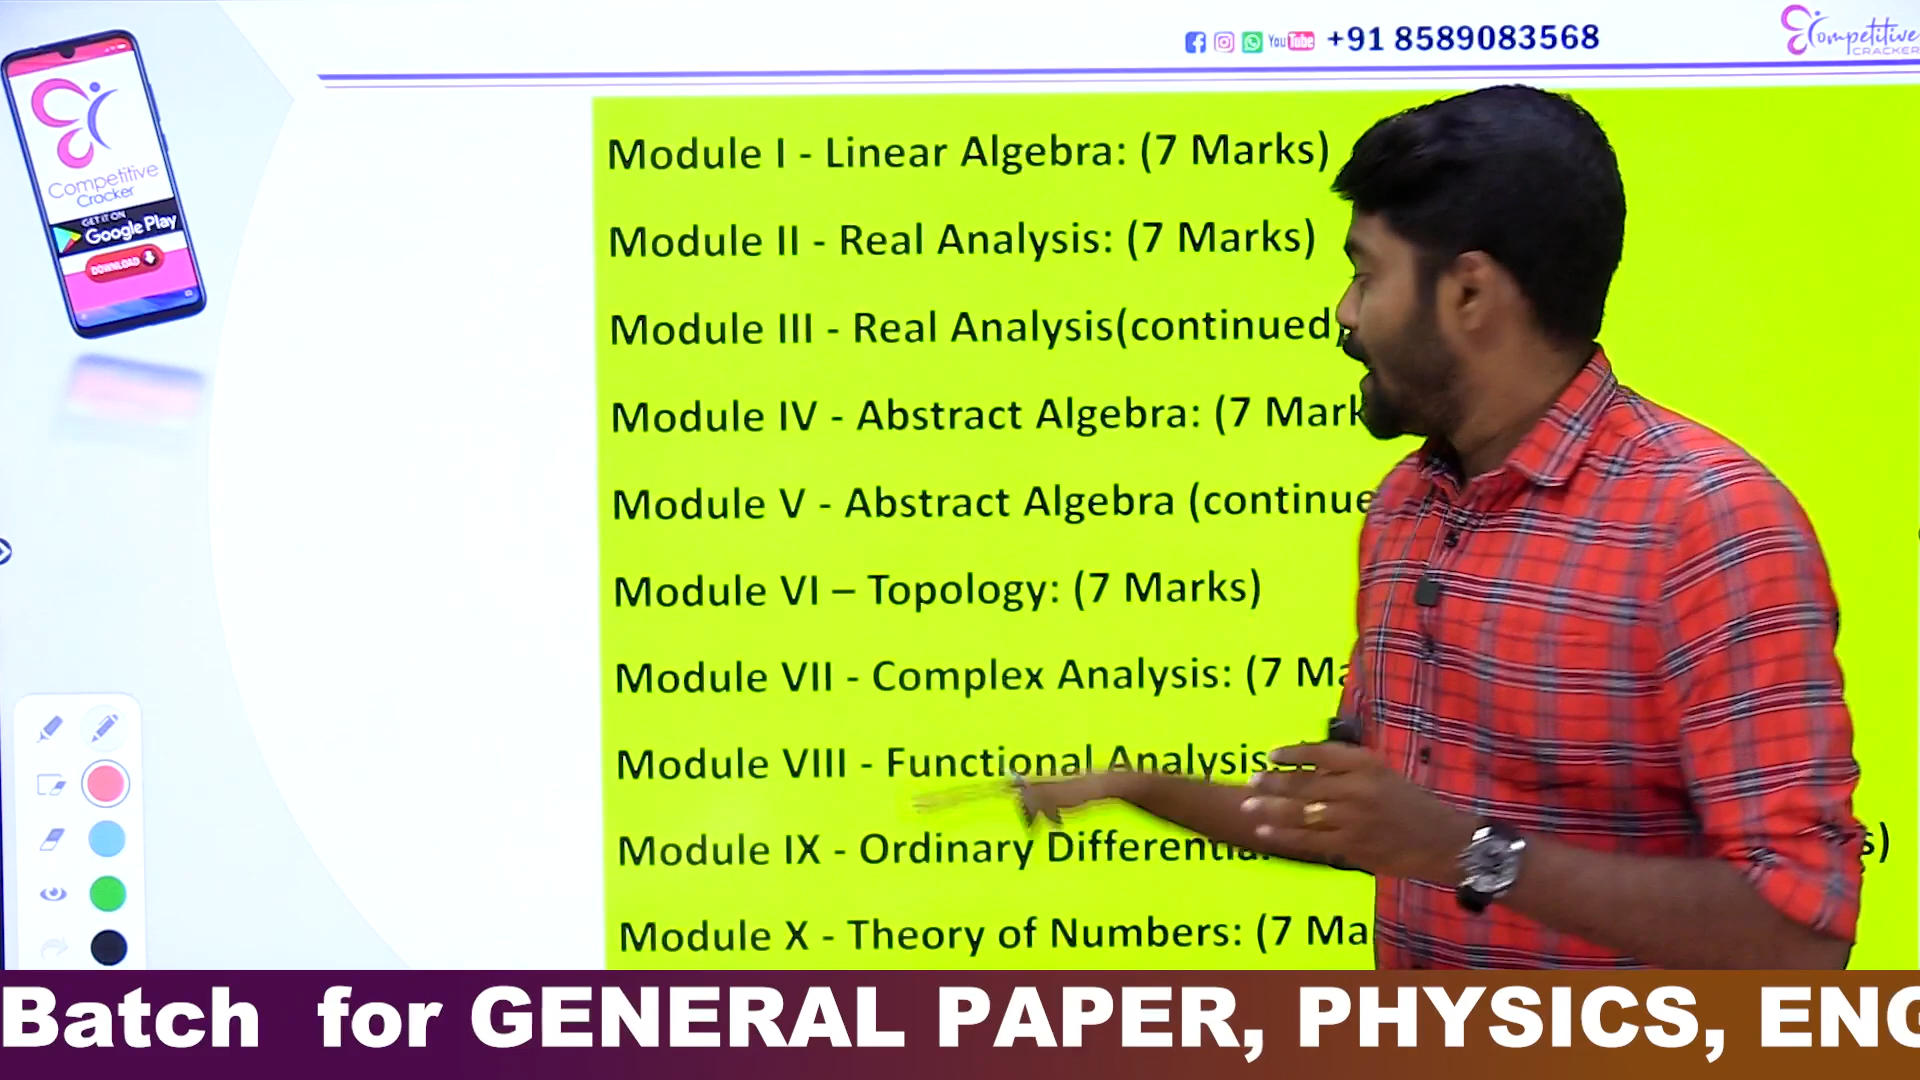 YouTube +91 8589083568
Competitive
CRACKER
Competitive
Cracker
GET IT ON
Google Play
DOWNLOAD
Module I - Linear Algebra: (7 Marks)
Module II - Real Analysis: (7 Marks)
Module III - Real Analysis(continued)
Module IV - Abstract Algebra: (7 Mark
Module V - Abstract Algebra (continue
Module VI – Topology: (7 Marks)
Module VII - Complex Analysis: (7 Ma
Module VIII - Functional Analysis
Module IX - Ordinary Differential s)
Module X - Theory of Numbers: (7 Ma
Batch for GENERAL PAPER, PHYSICS, ENG